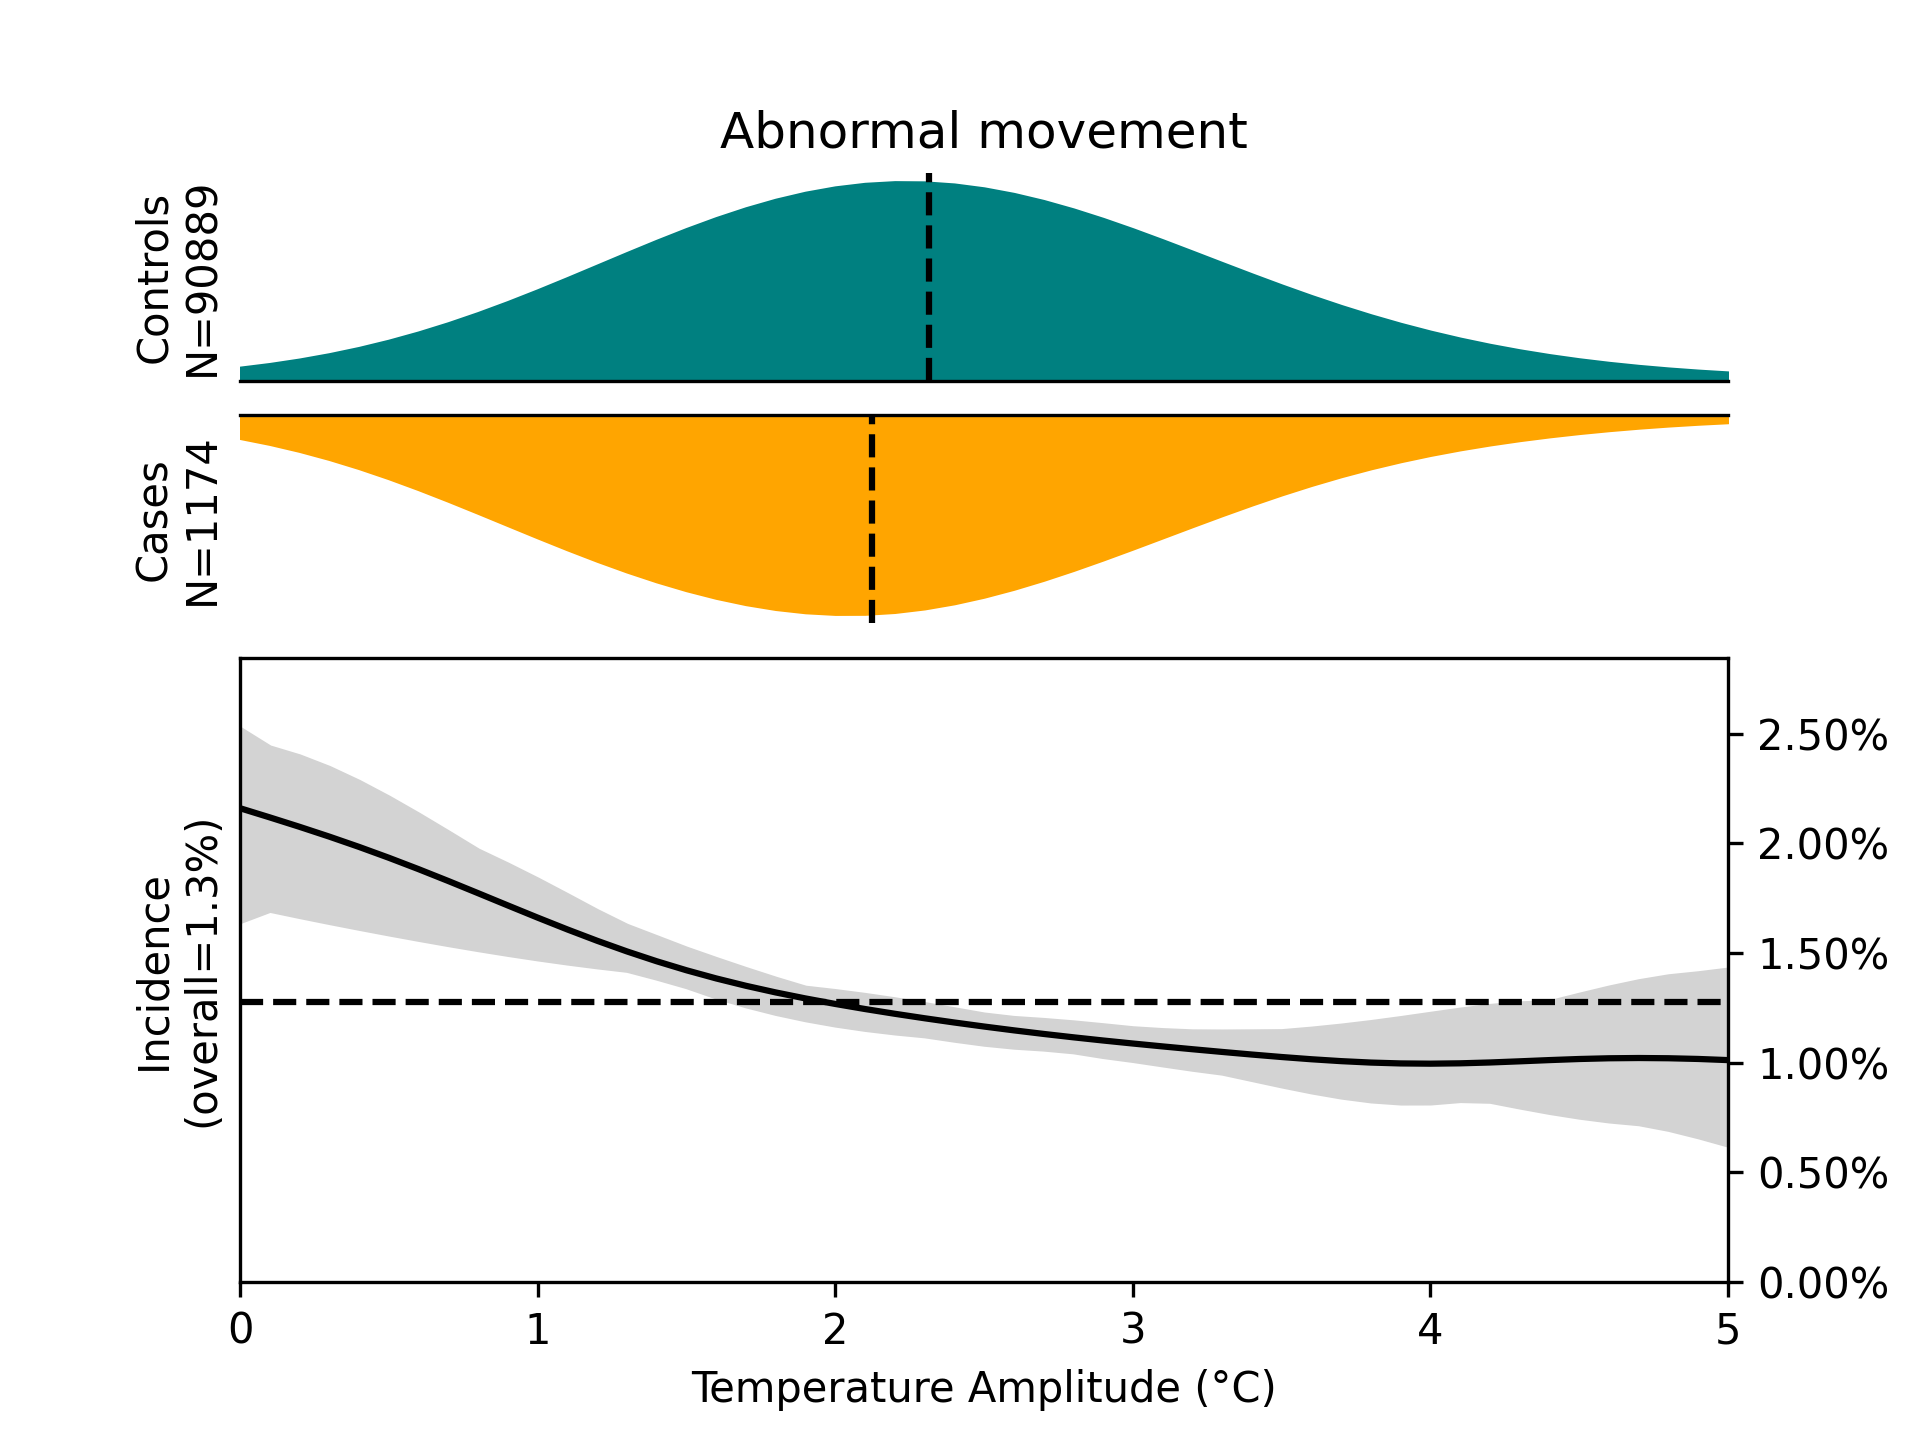 Abnormal movement
Controls
N=90889
Cases
N=1174
Incidence
(overall=1.3%)
2.50%
2.00%
1.50%
1.00%
0.50%
0.00%
0 1 2 3 4 5
Temperature Amplitude (°C)